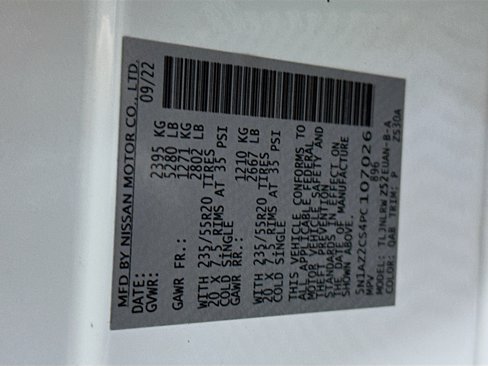 MFD BY NISSAN MOTOR CO., LTD.
DATE: 09/22
GVWR: 2395 KG
5280 LB
GAWR FR.: 1271 KG
2802 LB
WITH 235/55R20 TIRES
20 X 7.5 RIMS AT 35 PSI
COLD SINGLE
GAWR RR.: 1210 KG
2667 LB
WITH 235/55R20 TIRES
20 X 7.5 RIMS AT 35 PSI
COLD SINGLE
THIS VEHICLE CONFORMS TO
ALL APPLICABLE FEDERAL
MOTOR VEHICLE SAFETY AND
THEFT PREVENTION
STANDARDS IN EFFECT ON
THE DATE OF MANUFACTURE
SHOWN ABOVE.
5N1AZ2CS4PC107026
MPV 896
MODEL: TLJNLRW Z52EUAN-B-A
COLOR: QAB TRIM: P Z530A